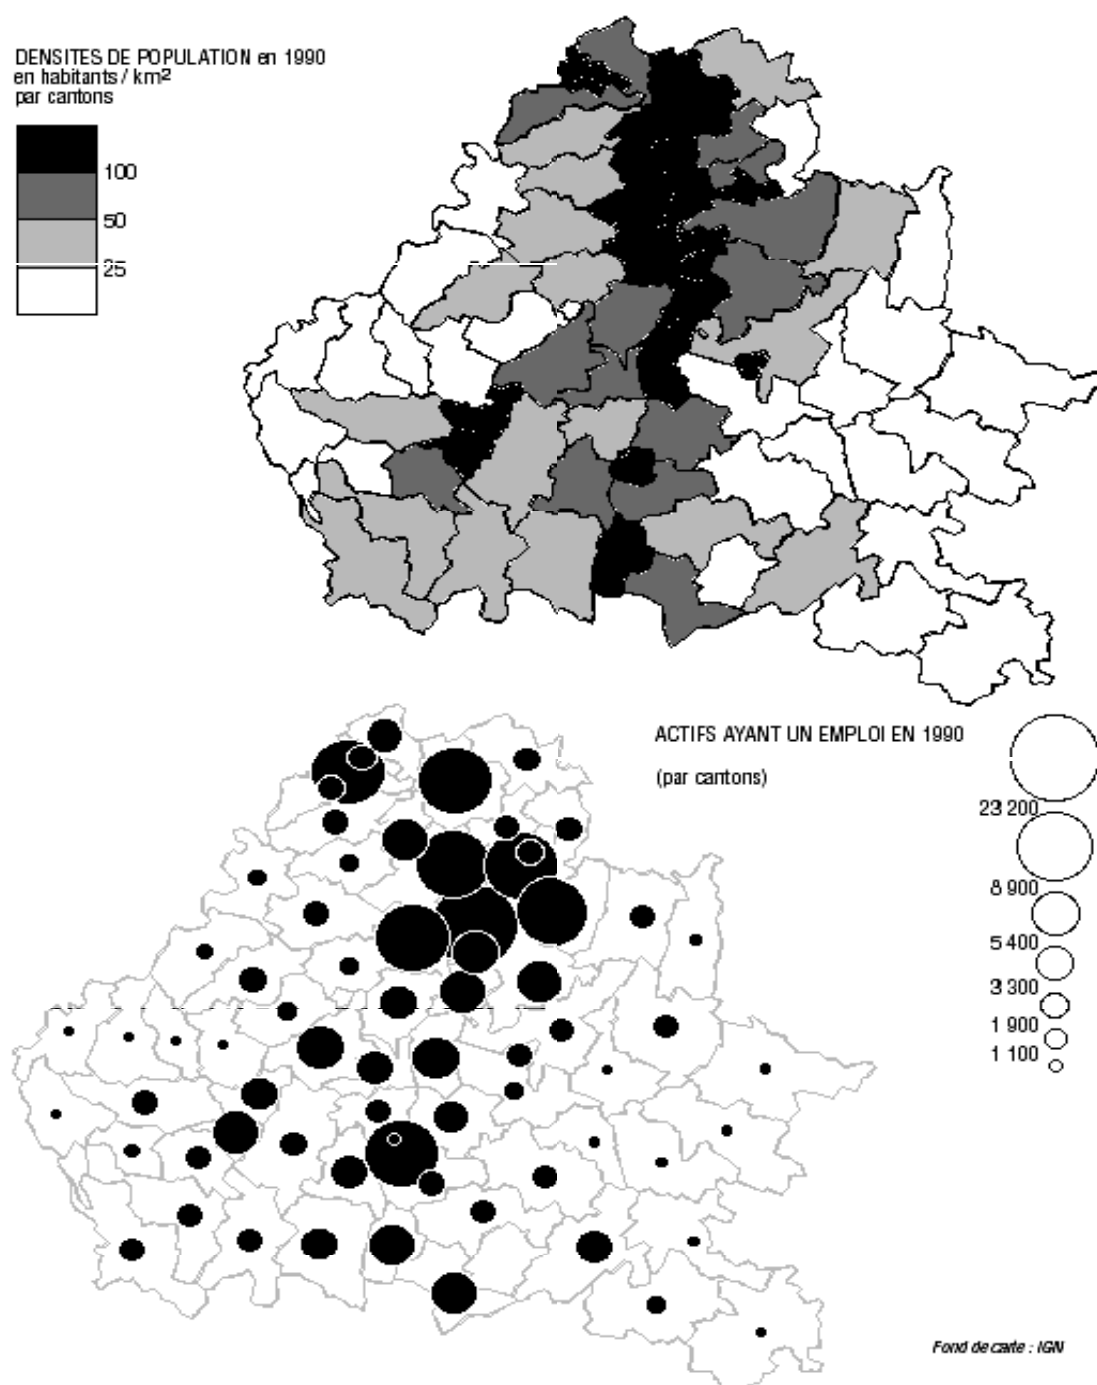 DENSITES DE POPULATION en 1990
en habitants / km²
par cantons
100
50
25
ACTIFS AYANT UN EMPLOI EN 1990
(par cantons)
23 200
8 900
5 400
3 300
1 900
1 100
Fond de carte : IGN